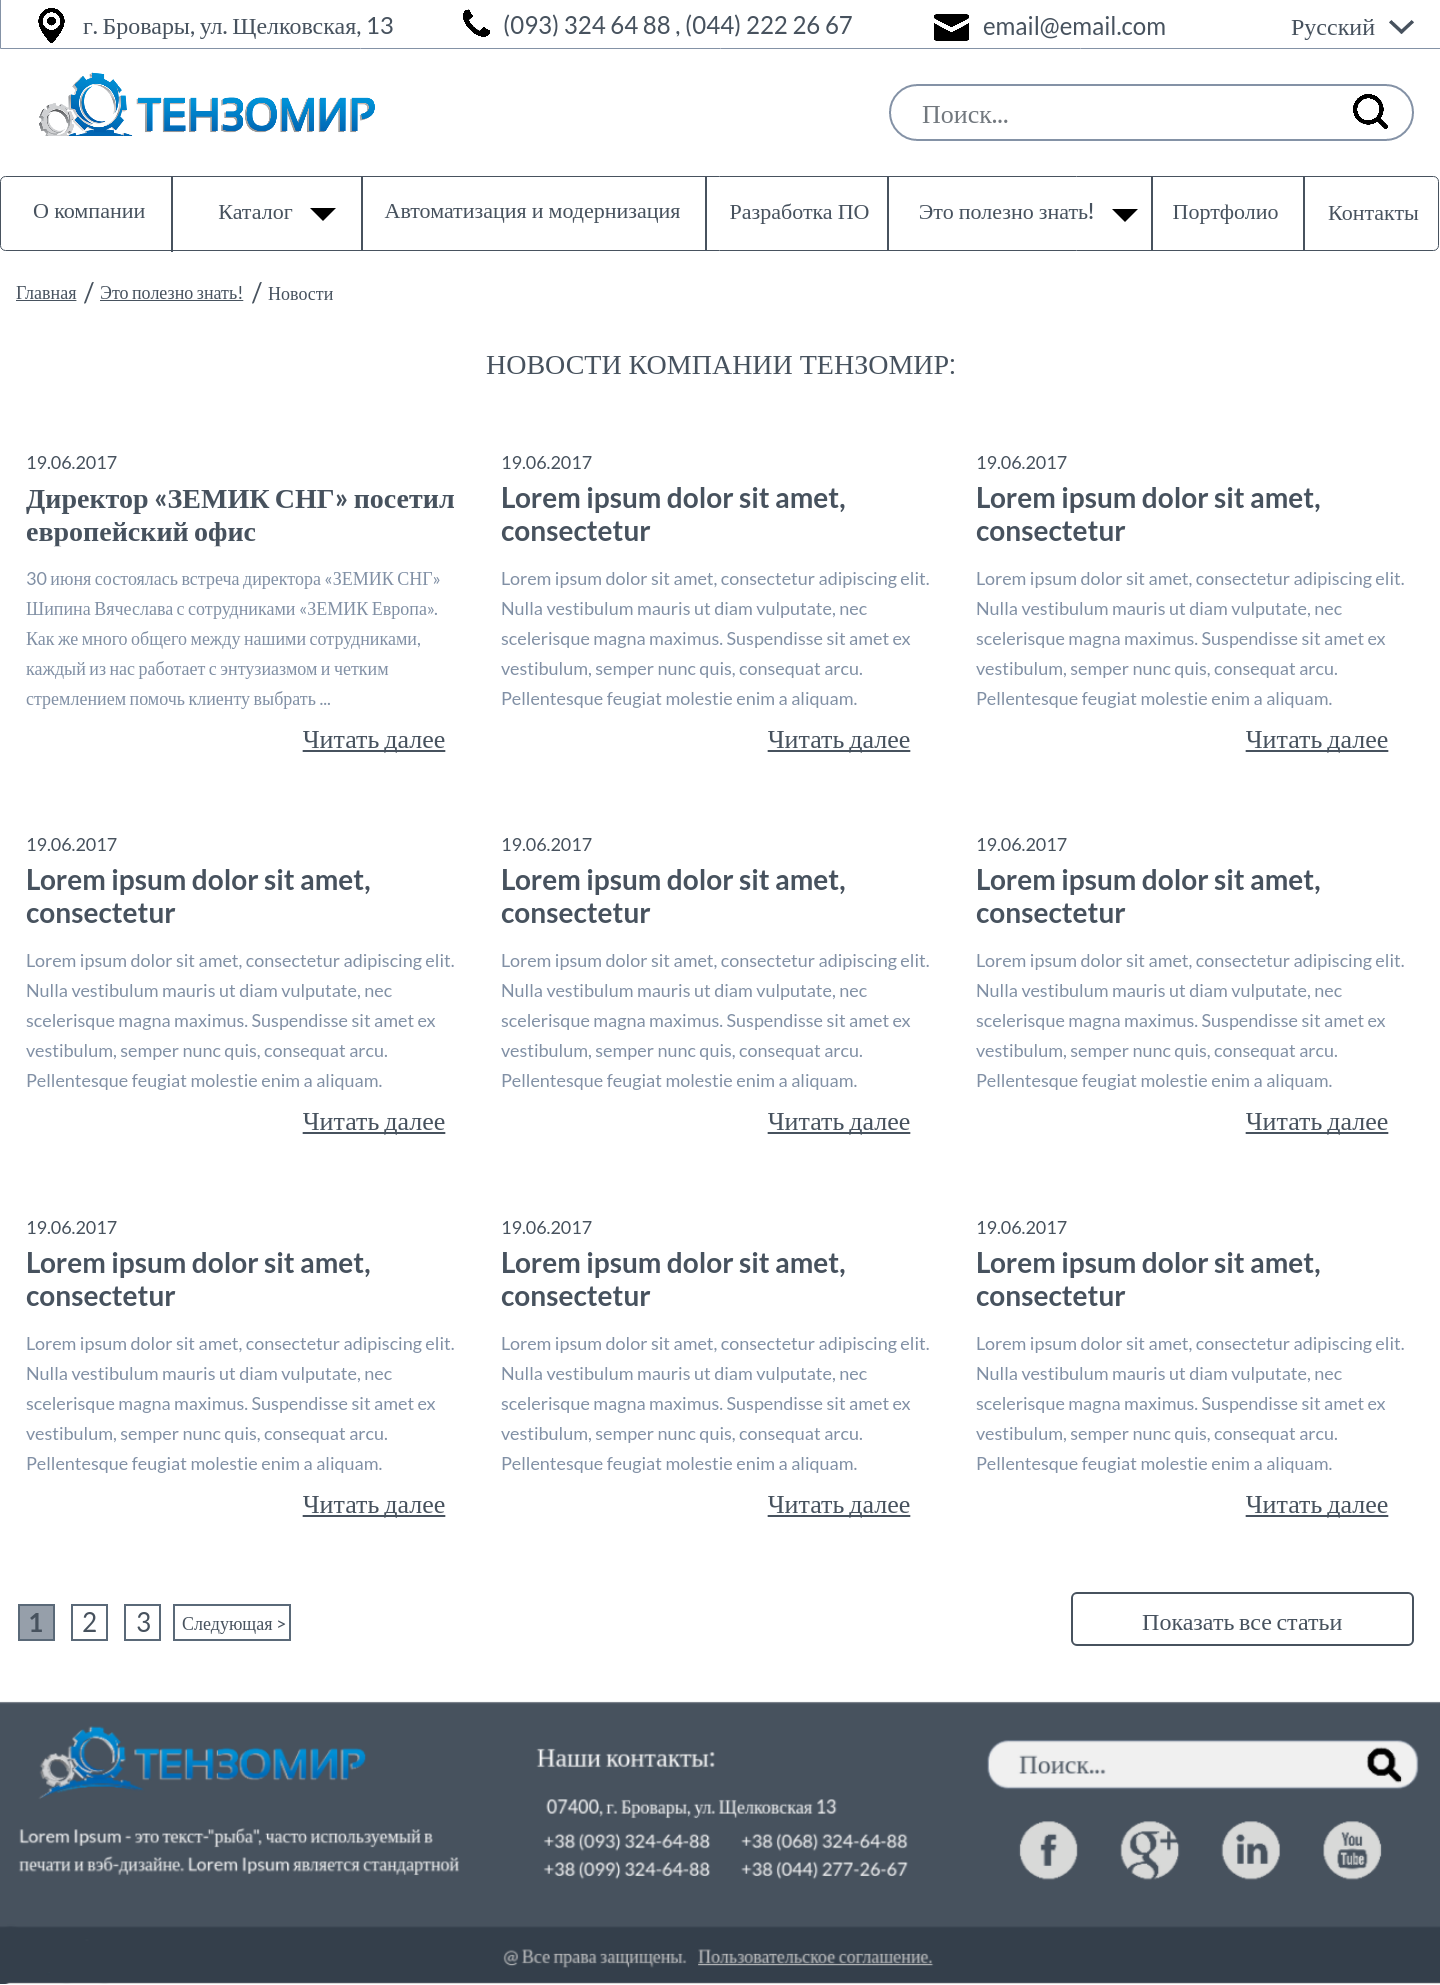 г. Бровары, ул. Щелковская, 13
(093) 324 64 88 , (044) 222 26 67
email@email.com
Русский
ТЕНЗОМИР
Поиск...
О компании
Каталог
Автоматизация и модернизация
Разработка ПО
Это полезно знать!
Портфолио
Контакты
Главная / Это полезно знать! / Новости
НОВОСТИ КОМПАНИИ ТЕНЗОМИР:
19.06.2017
Директор «ЗЕМИК СНГ» посетил
европейский офис
30 июня состоялась встреча директора «ЗЕМИК СНГ»
Шипина Вячеслава с сотрудниками «ЗЕМИК Европа».
Как же много общего между нашими сотрудниками,
каждый из нас работает с энтузиазмом и четким
стремлением помочь клиенту выбрать ...
Читать далее
19.06.2017
Lorem ipsum dolor sit amet,
consectetur
Lorem ipsum dolor sit amet, consectetur adipiscing elit.
Nulla vestibulum mauris ut diam vulputate, nec
scelerisque magna maximus. Suspendisse sit amet ex
vestibulum, semper nunc quis, consequat arcu.
Pellentesque feugiat molestie enim a aliquam.
Читать далее
19.06.2017
Lorem ipsum dolor sit amet,
consectetur
Lorem ipsum dolor sit amet, consectetur adipiscing elit.
Nulla vestibulum mauris ut diam vulputate, nec
scelerisque magna maximus. Suspendisse sit amet ex
vestibulum, semper nunc quis, consequat arcu.
Pellentesque feugiat molestie enim a aliquam.
Читать далее
19.06.2017
Lorem ipsum dolor sit amet,
consectetur
Lorem ipsum dolor sit amet, consectetur adipiscing elit.
Nulla vestibulum mauris ut diam vulputate, nec
scelerisque magna maximus. Suspendisse sit amet ex
vestibulum, semper nunc quis, consequat arcu.
Pellentesque feugiat molestie enim a aliquam.
Читать далее
19.06.2017
Lorem ipsum dolor sit amet,
consectetur
Lorem ipsum dolor sit amet, consectetur adipiscing elit.
Nulla vestibulum mauris ut diam vulputate, nec
scelerisque magna maximus. Suspendisse sit amet ex
vestibulum, semper nunc quis, consequat arcu.
Pellentesque feugiat molestie enim a aliquam.
Читать далее
19.06.2017
Lorem ipsum dolor sit amet,
consectetur
Lorem ipsum dolor sit amet, consectetur adipiscing elit.
Nulla vestibulum mauris ut diam vulputate, nec
scelerisque magna maximus. Suspendisse sit amet ex
vestibulum, semper nunc quis, consequat arcu.
Pellentesque feugiat molestie enim a aliquam.
Читать далее
19.06.2017
Lorem ipsum dolor sit amet,
consectetur
Lorem ipsum dolor sit amet, consectetur adipiscing elit.
Nulla vestibulum mauris ut diam vulputate, nec
scelerisque magna maximus. Suspendisse sit amet ex
vestibulum, semper nunc quis, consequat arcu.
Pellentesque feugiat molestie enim a aliquam.
Читать далее
19.06.2017
Lorem ipsum dolor sit amet,
consectetur
Lorem ipsum dolor sit amet, consectetur adipiscing elit.
Nulla vestibulum mauris ut diam vulputate, nec
scelerisque magna maximus. Suspendisse sit amet ex
vestibulum, semper nunc quis, consequat arcu.
Pellentesque feugiat molestie enim a aliquam.
Читать далее
19.06.2017
Lorem ipsum dolor sit amet,
consectetur
Lorem ipsum dolor sit amet, consectetur adipiscing elit.
Nulla vestibulum mauris ut diam vulputate, nec
scelerisque magna maximus. Suspendisse sit amet ex
vestibulum, semper nunc quis, consequat arcu.
Pellentesque feugiat molestie enim a aliquam.
Читать далее
1 2 3 Следующая >
Показать все статьи
ТЕНЗОМИР
Lorem Ipsum - это текст-"рыба", часто используемый в
печати и вэб-дизайне. Lorem Ipsum является стандартной
Наши контакты:
07400, г. Бровары, ул. Щелковская 13
+38 (093) 324-64-88 +38 (068) 324-64-88
+38 (099) 324-64-88 +38 (044) 277-26-67
Поиск...
f g+ in You Tube
@ Все права защищены. Пользовательское соглашение.